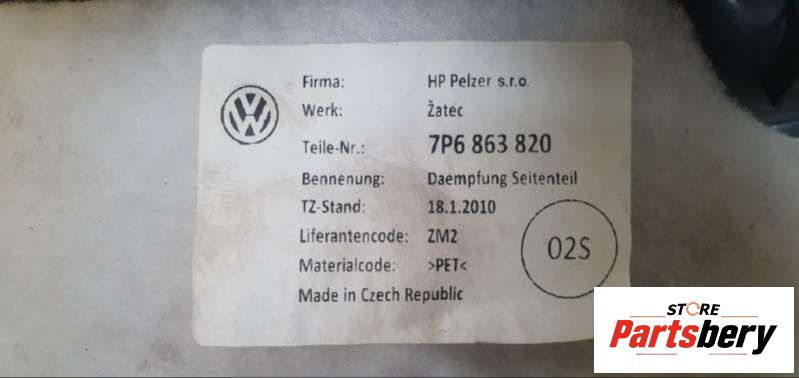 Firma: HP Pelzer s.r.o.
Werk: Žatec
Teile-Nr.: 7P6 863 820
Bennenung: Daempfung Seitenteil
TZ-Stand: 18.1.2010
Liferantencode: ZM2
Materialcode: >PET<
Made in Czech Republic
02S
STORE
Partsbery